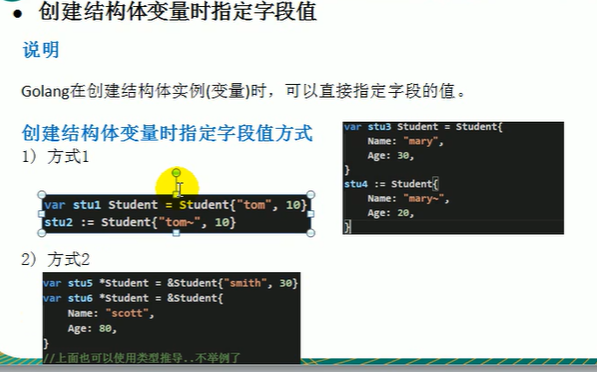 ● 创建结构体变量时指定字段值
说明
Golang在创建结构体实例(变量)时，可以直接指定字段的值。
创建结构体变量时指定字段值方式
1）方式1
var stu1 Student = Student{"tom", 10}
stu2 := Student{"tom~", 10}
var stu3 Student = Student{
Name: "mary",
Age: 30,
}
stu4 := Student{
Name: "mary~",
Age: 20,
}
2）方式2
var stu5 *Student = &Student{"smith", 30}
var stu6 *Student = &Student{
Name: "scott",
Age: 80,
}
//上面也可以使用类型推导..不举例了